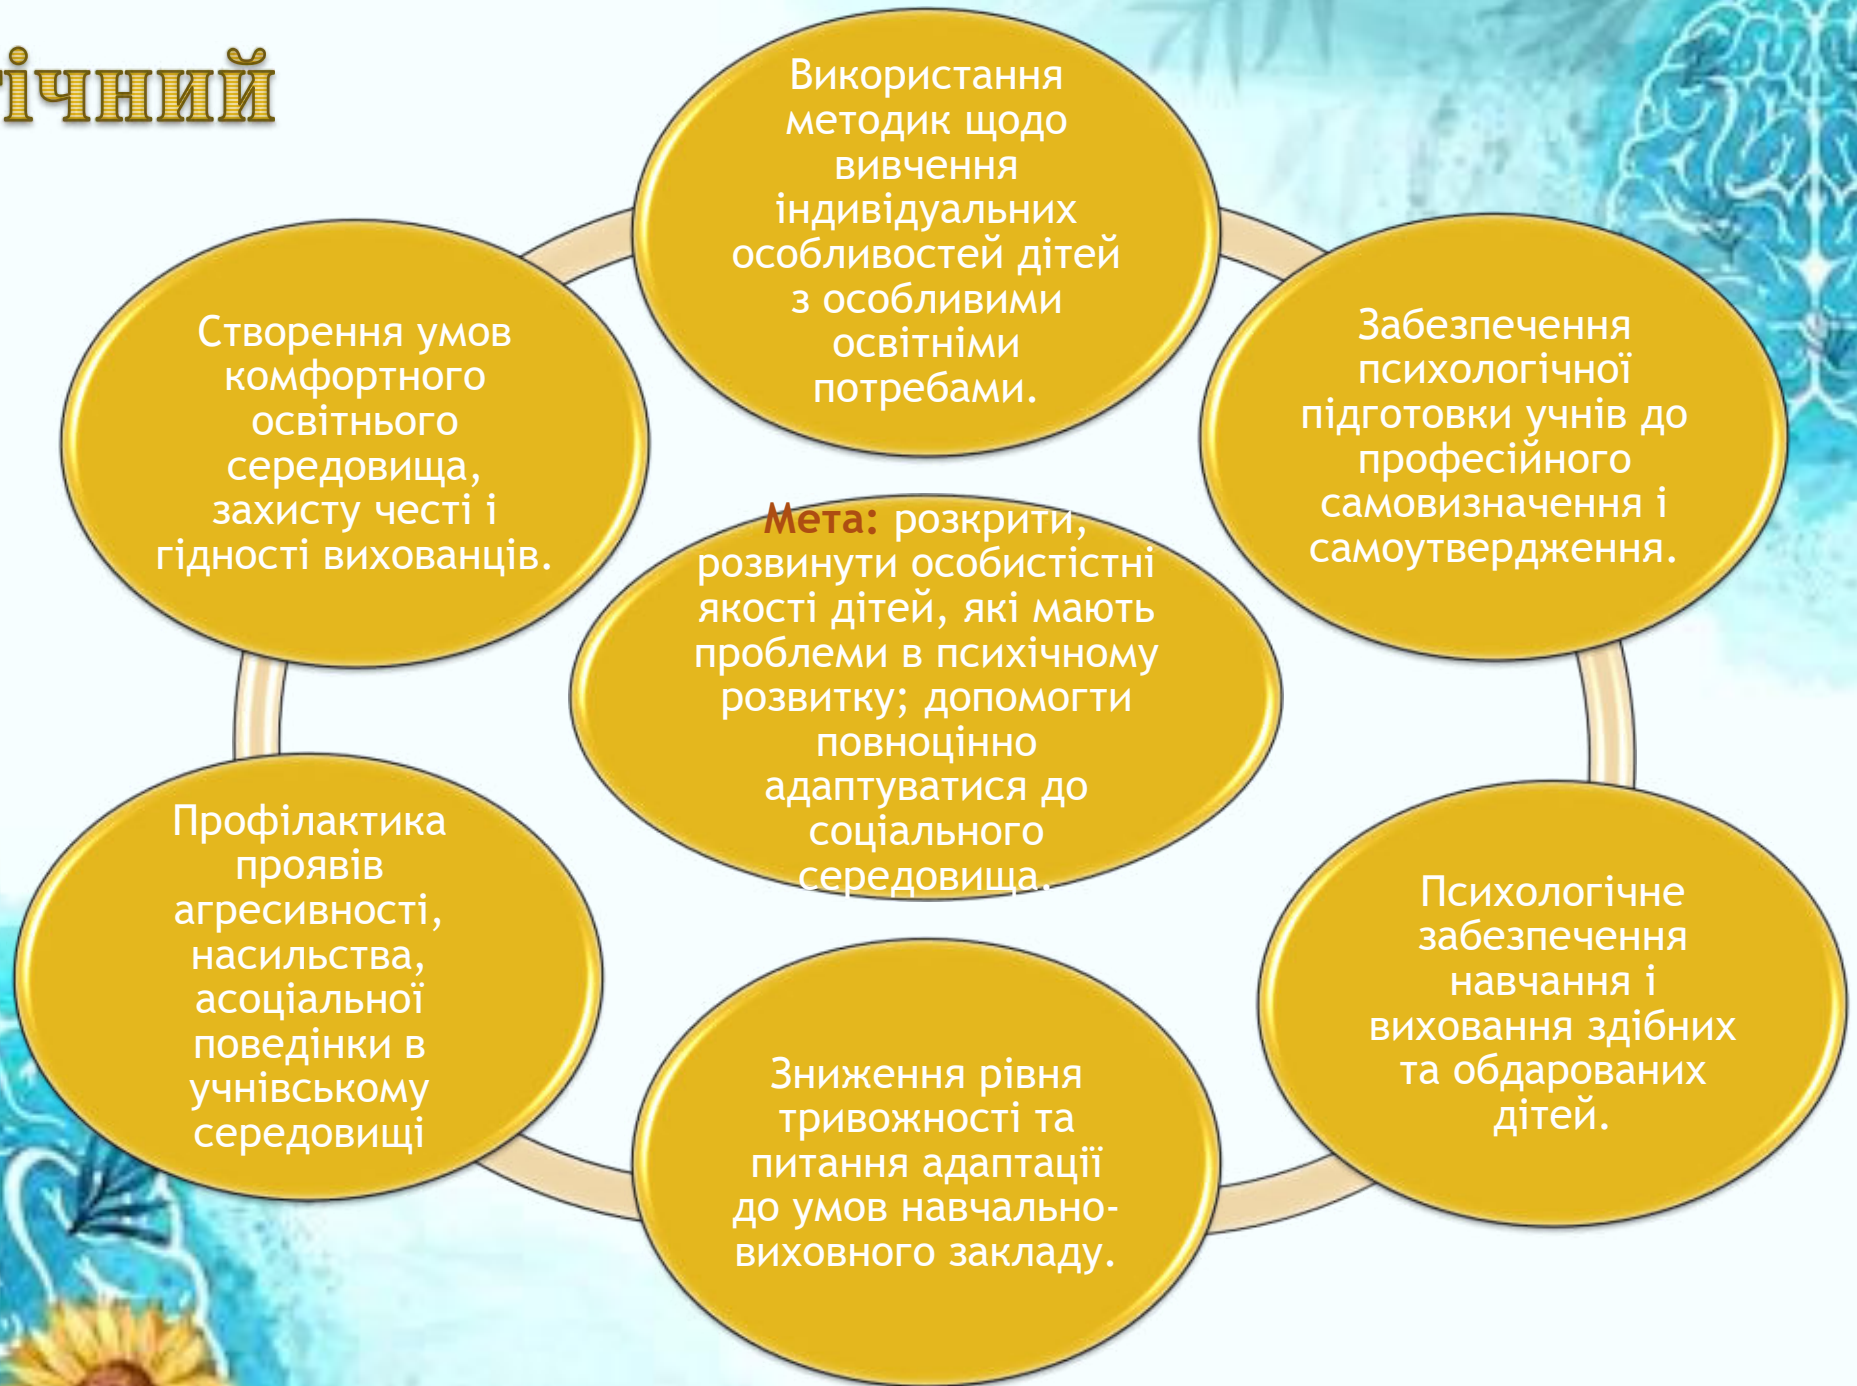 ічний
Використання
методик щодо
вивчення
індивідуальних
особливостей дітей
з особливими
освітніми
потребами.
Створення умов
комфортного
освітнього
середовища,
захисту честі і
гідності вихованців.
Забезпечення
психологічної
підготовки учнів до
професійного
самовизначення і
самоутвердження.
Мета: розкрити,
розвинути особистістні
якості дітей, які мають
проблеми в психічному
розвитку; допомогти
повноцінно
адаптуватися до
соціального
середовища.
Профілактика
проявів
агресивності,
насильства,
асоціальної
поведінки в
учнівському
середовищі
Психологічне
забезпечення
навчання і
виховання здібних
та обдарованих
дітей.
Зниження рівня
тривожності та
питання адаптації
до умов навчально-
виховного закладу.